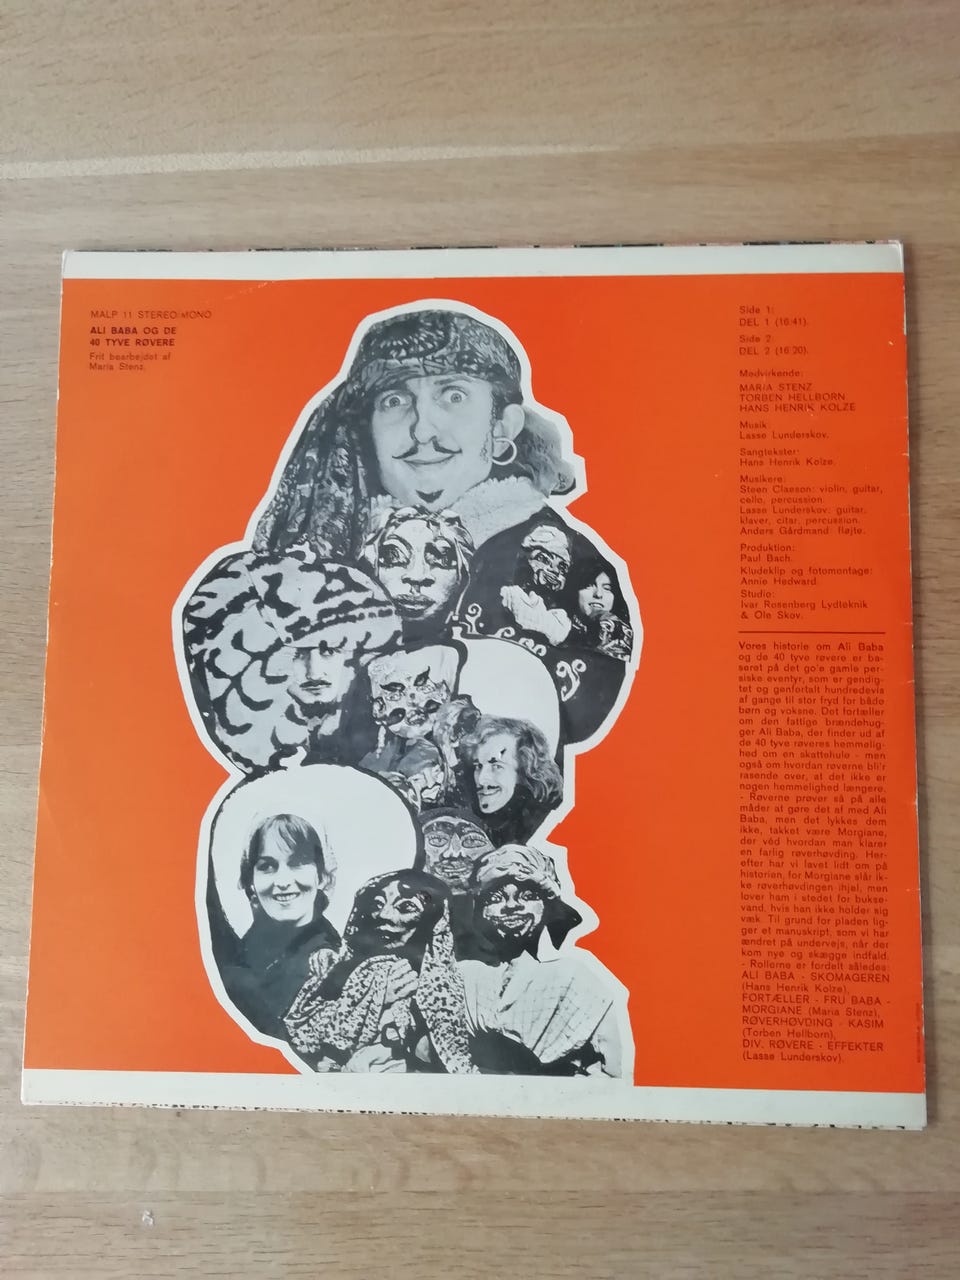 MALP 11 STEREO/MONO
ALI BABA OG DE
40 TYVE RØVERE
Frit bearbejdet af
Maria Stenz.
Side 1:
DEL 1 (16:41).
Side 2:
DEL 2 (16:20).
Medvirkende:
MARIA STENZ
TORBEN HELLBORN
HANS HENRIK KOLZE
Musik:
Lasse Lunderskov.
Sangtekster:
Hans Henrik Kolze.
Musikere:
Steen Claeson: violin, guitar,
cello, percussion.
Lasse Lunderskov: guitar,
klaver, citar, percussion.
Anders Gårdmand: fløjte.
Produktion:
Paul Bach.
Kludeklip og fotomontage:
Annie Hedward.
Studie:
Ivar Rosenberg Lydteknik
& Ole Skov.
Vores historie om Ali Baba
og de 40 tyve røvere er ba-
seret på det go'e gamle per-
siske eventyr, som er gendig-
tet og genfortalt hundredevis
af gange til stor fryd for både
børn og voksne. Det fortæller
om den fattige brændehug-
ger Ali Baba, der finder ud af
de 40 tyve røveres hemmelig-
hed om en skattehule - men
også om hvordan røverne bli'r
rasende over, at det ikke er
nogen hemmelighed længere.
- Røverne prøver så på alle
måder at gøre det af med Ali
Baba, men det lykkes dem
ikke, takket være Morgiane,
der véd hvordan man klarer
en farlig røverhøvding. Her-
efter har vi lavet lidt om på
historien, for Morgiane slår ik-
ke røverhøvdingen ihjel, men
lover ham i stedet for bukse-
vand, hvis han ikke holder sig
væk. Til grund for pladen lig-
ger et manuskript, som vi har
ændret på undervejs, når der
kom nye og skægge indfald.
- Rollerne er fordelt således:
ALI BABA - SKOMAGEREN
(Hans Henrik Kolze),
FORTÆLLER - FRU BABA -
MORGIANE (Maria Stenz),
RØVERHØVDING - KASIM
(Torben Hellborn),
DIV. RØVERE - EFFEKTER
(Lasse Lunderskov).